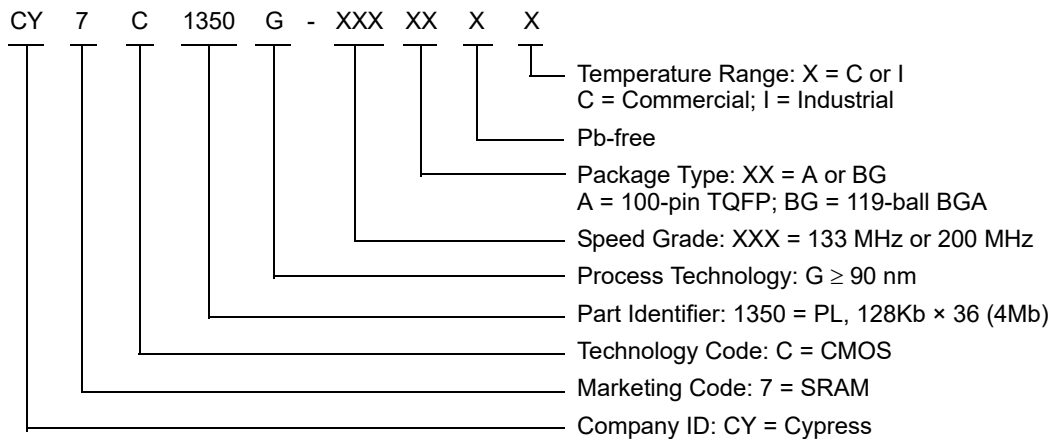 CY 7 C 1350 G - XXX XX X X
Temperature Range: X = C or I
C = Commercial; I = Industrial
Pb-free
Package Type: XX = A or BG
A = 100-pin TQFP; BG = 119-ball BGA
Speed Grade: XXX = 133 MHz or 200 MHz
Process Technology: G ≥ 90 nm
Part Identifier: 1350 = PL, 128Kb × 36 (4Mb)
Technology Code: C = CMOS
Marketing Code: 7 = SRAM
Company ID: CY = Cypress